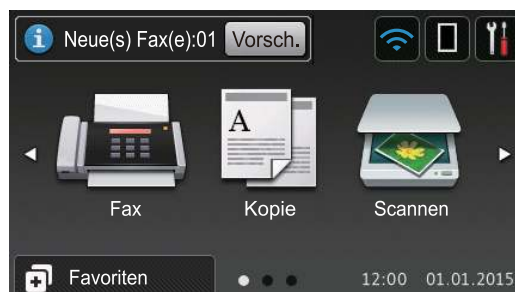 Neue(s) Fax(e):01 Vorsch.
A
Fax Kopie Scannen
Favoriten 12:00 01.01.2015